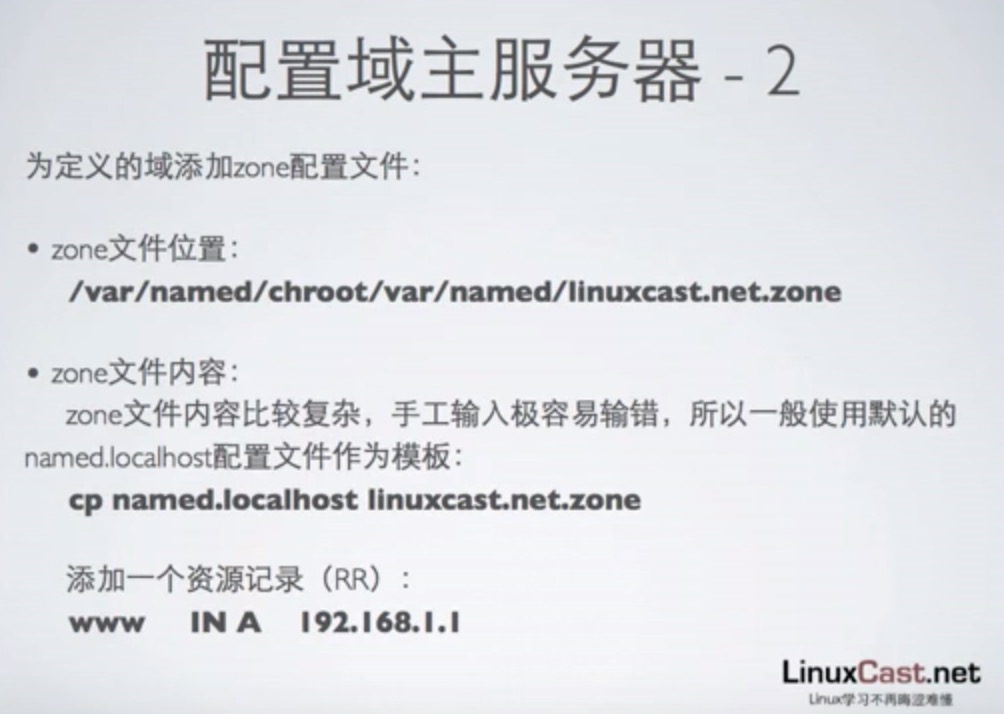 配置域主服务器 - 2
为定义的域添加zone配置文件：
• zone文件位置：
/var/named/chroot/var/named/linuxcast.net.zone
• zone文件内容：
zone文件内容比较复杂，手工输入极容易输错，所以一般使用默认的
named.localhost配置文件作为模板：
cp named.localhost linuxcast.net.zone
添加一个资源记录（RR）：
www IN A 192.168.1.1
LinuxCast.net
Linux学习不再晦涩难懂